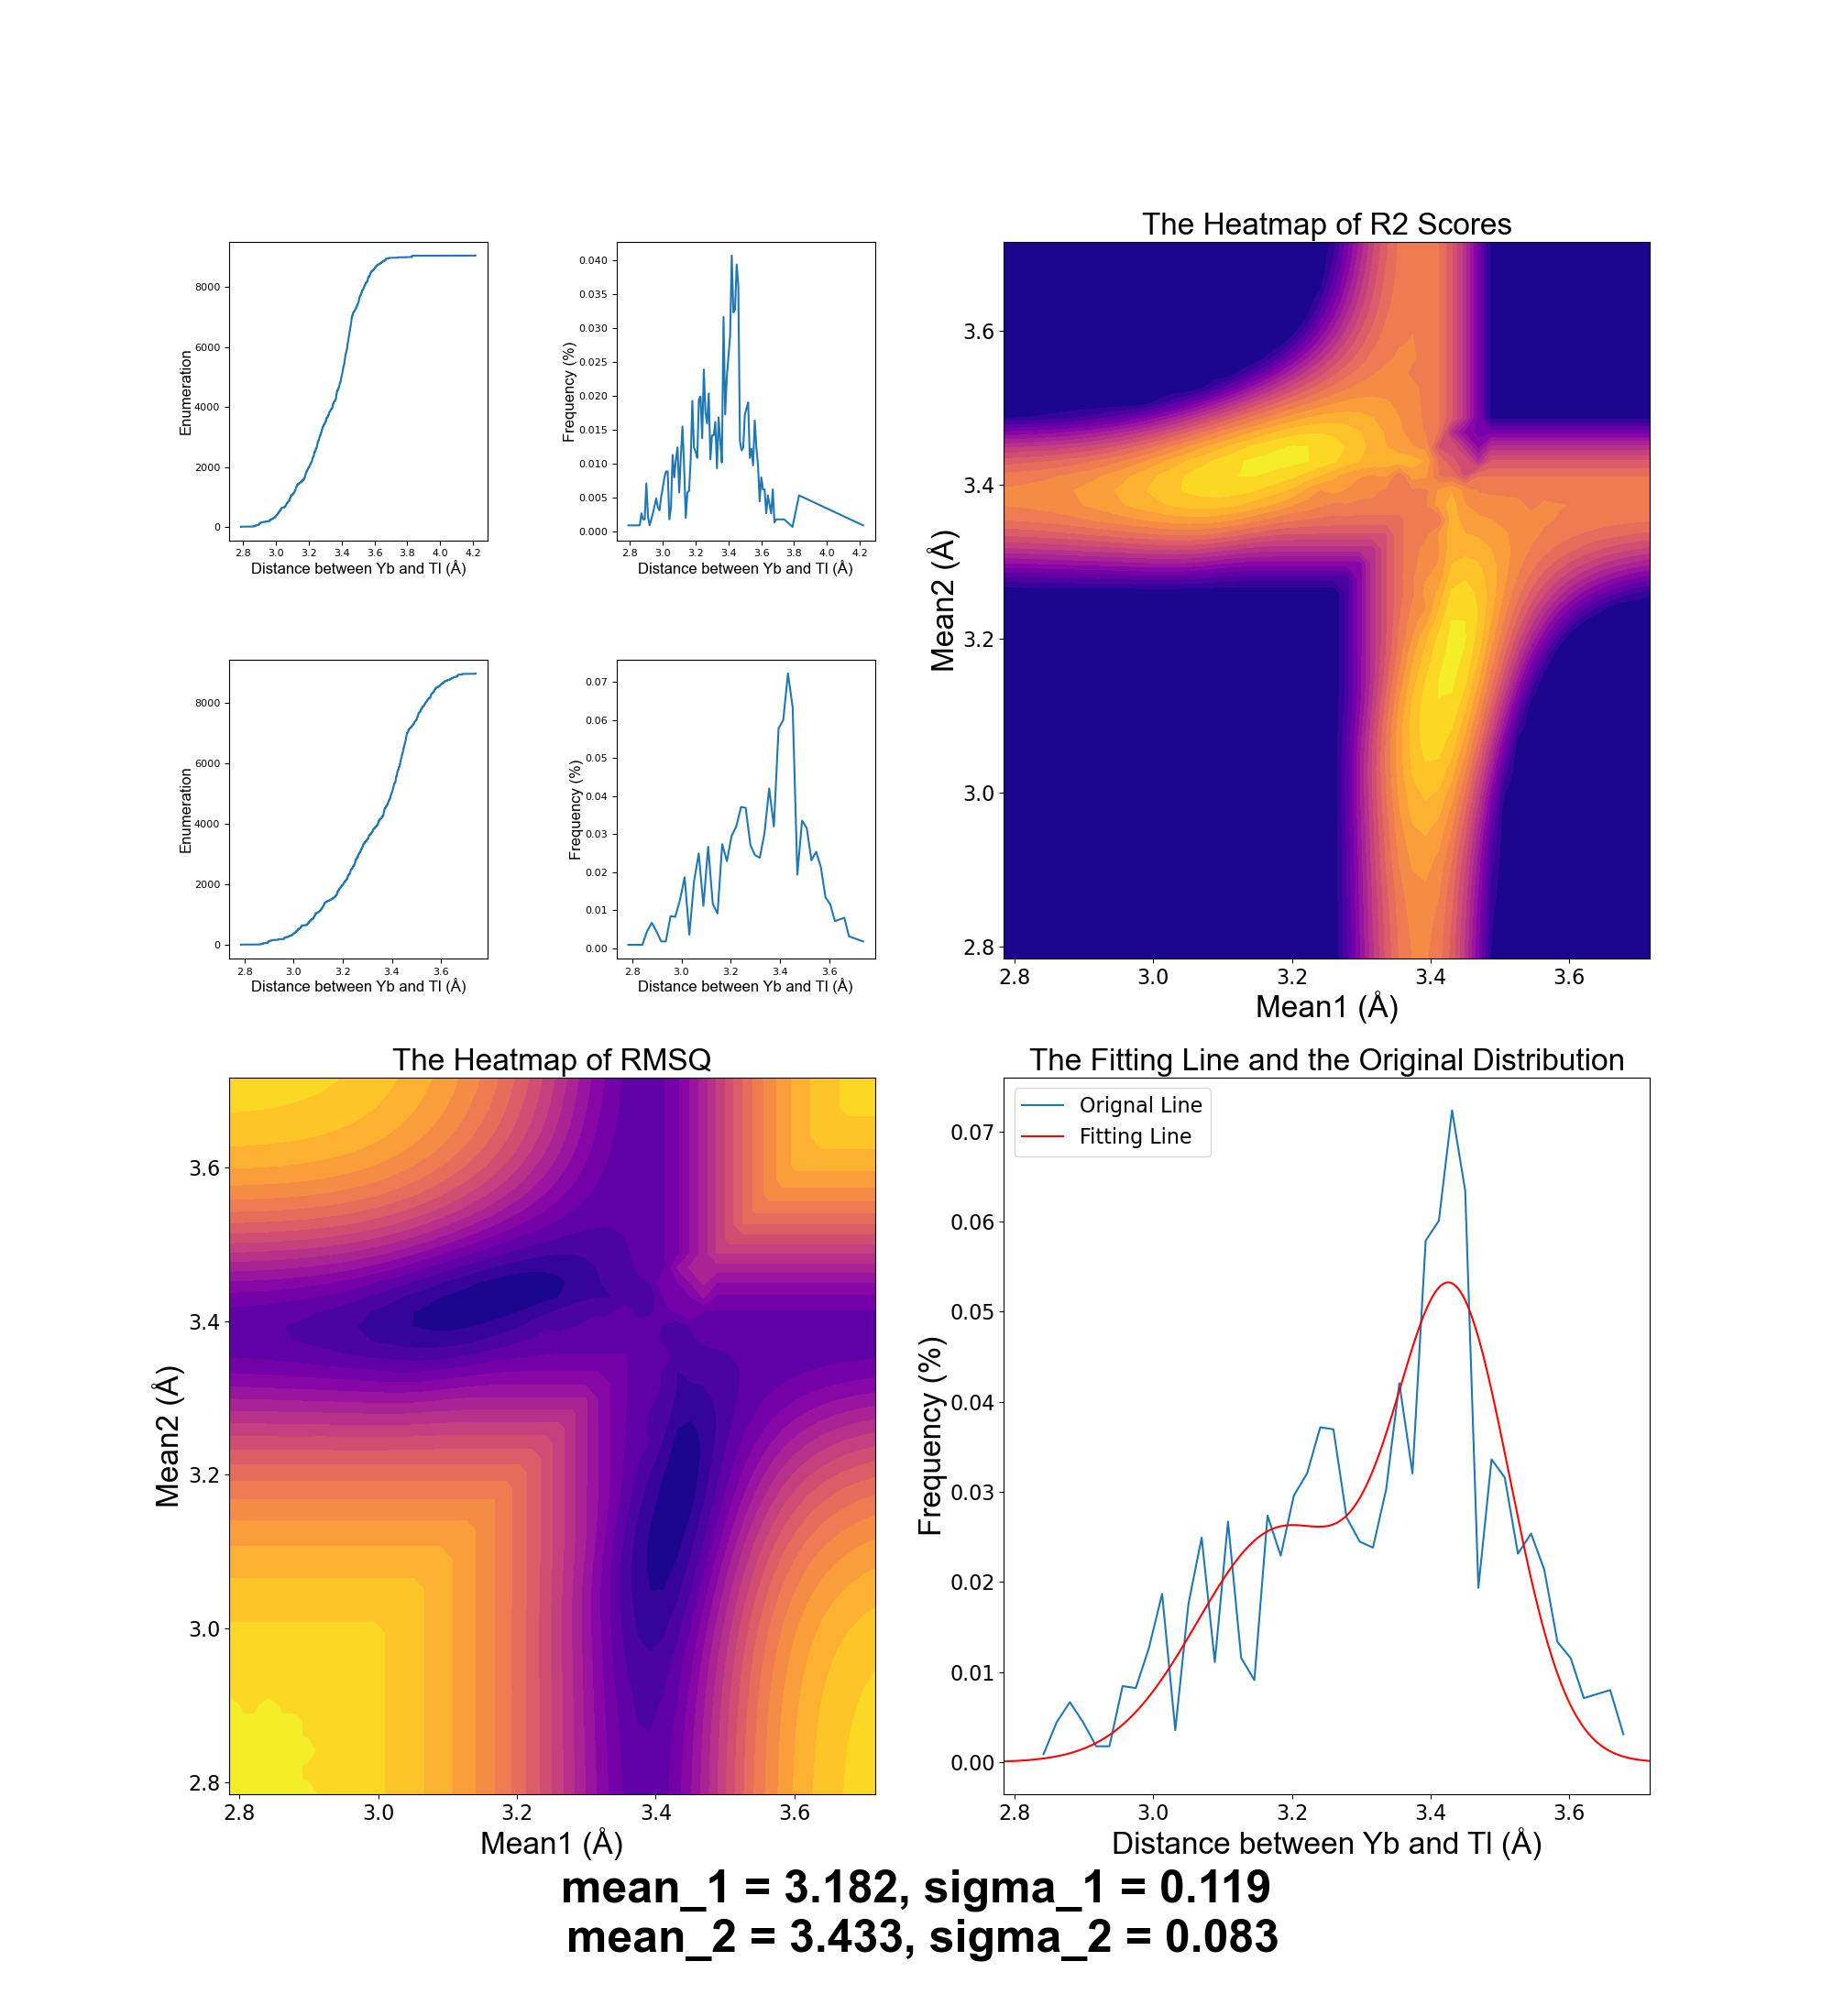 Enumeration
8000
6000
4000
2000
0
2.8 3.0 3.2 3.4 3.6 3.8 4.0 4.2
Distance between Yb and Tl (Å)
Frequency (%)
0.040
0.035
0.030
0.025
0.020
0.015
0.010
0.005
0.000
2.8 3.0 3.2 3.4 3.6 3.8 4.0 4.2
Distance between Yb and Tl (Å)
The Heatmap of R2 Scores
Mean2 (Å)
3.6
3.4
3.2
3.0
2.8
2.8 3.0 3.2 3.4 3.6
Mean1 (Å)
Enumeration
8000
6000
4000
2000
0
2.8 3.0 3.2 3.4 3.6
Distance between Yb and Tl (Å)
Frequency (%)
0.07
0.06
0.05
0.04
0.03
0.02
0.01
0.00
2.8 3.0 3.2 3.4 3.6
Distance between Yb and Tl (Å)
The Heatmap of RMSQ
Mean2 (Å)
3.6
3.4
3.2
3.0
2.8
2.8 3.0 3.2 3.4 3.6
Mean1 (Å)
The Fitting Line and the Original Distribution
Orignal Line
Fitting Line
Frequency (%)
0.07
0.06
0.05
0.04
0.03
0.02
0.01
0.00
2.8 3.0 3.2 3.4 3.6
Distance between Yb and Tl (Å)
mean_1 = 3.182, sigma_1 = 0.119
mean_2 = 3.433, sigma_2 = 0.083